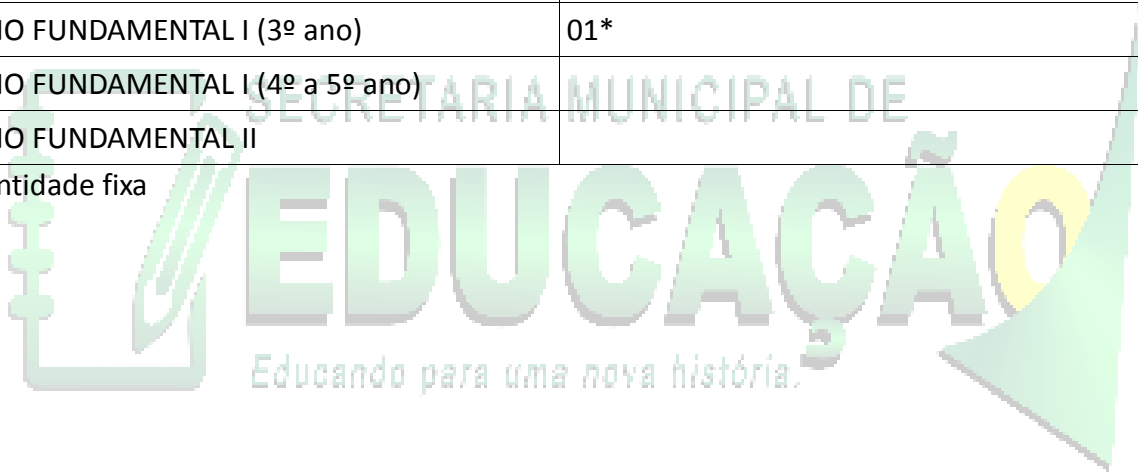 IO FUNDAMENTAL I (3º ano) 01*
IO FUNDAMENTAL I (4º a 5º ano)
SECRETARIA MUNICIPAL DE
IO FUNDAMENTAL II
ntidade fixa
EDUCAÇÃO
Educando para uma nova história.